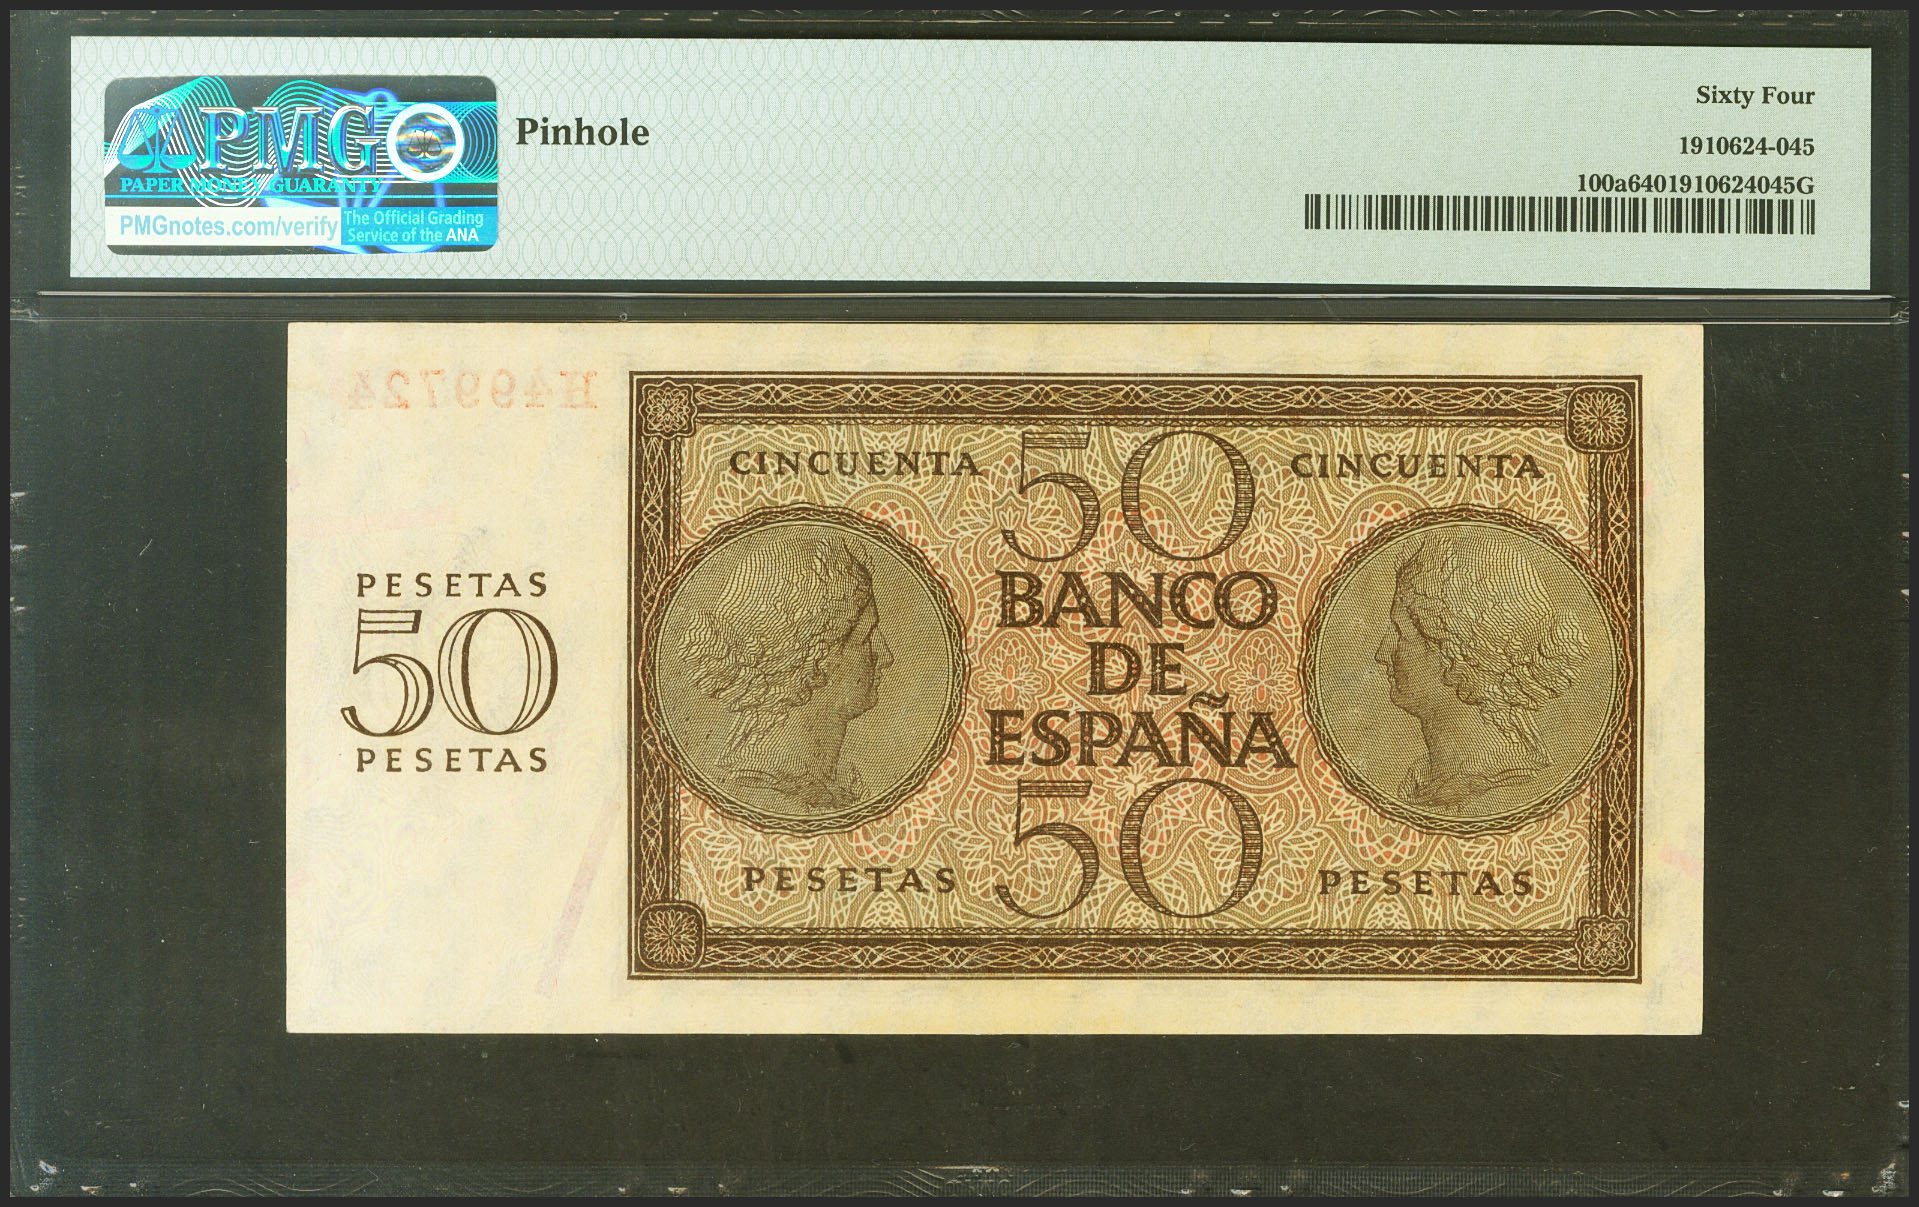 PMG
PAPER MONEY GUARANTY
PMGnotes.com/verify
The Official Grading
Service of the ANA
Pinhole
Sixty Four
1910624-045
100a6401910624045G
H499724
CINCUENTA 50 CINCUENTA
BANCO
DE
ESPAÑA
PESETAS
50
PESETAS
PESETAS 50 PESETAS